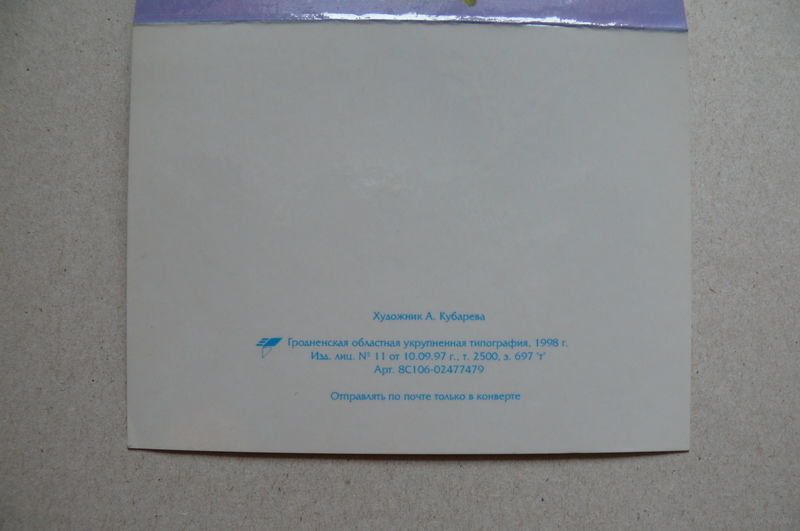 Художник А. Кубарева
Гродненская областная укрупненная типография, 1998 г.
Изд. лиц. № 11 от 10.09.97 г., т. 2500, з. 697 "т"
Арт. 8С106-02477479
Отправлять по почте только в конверте